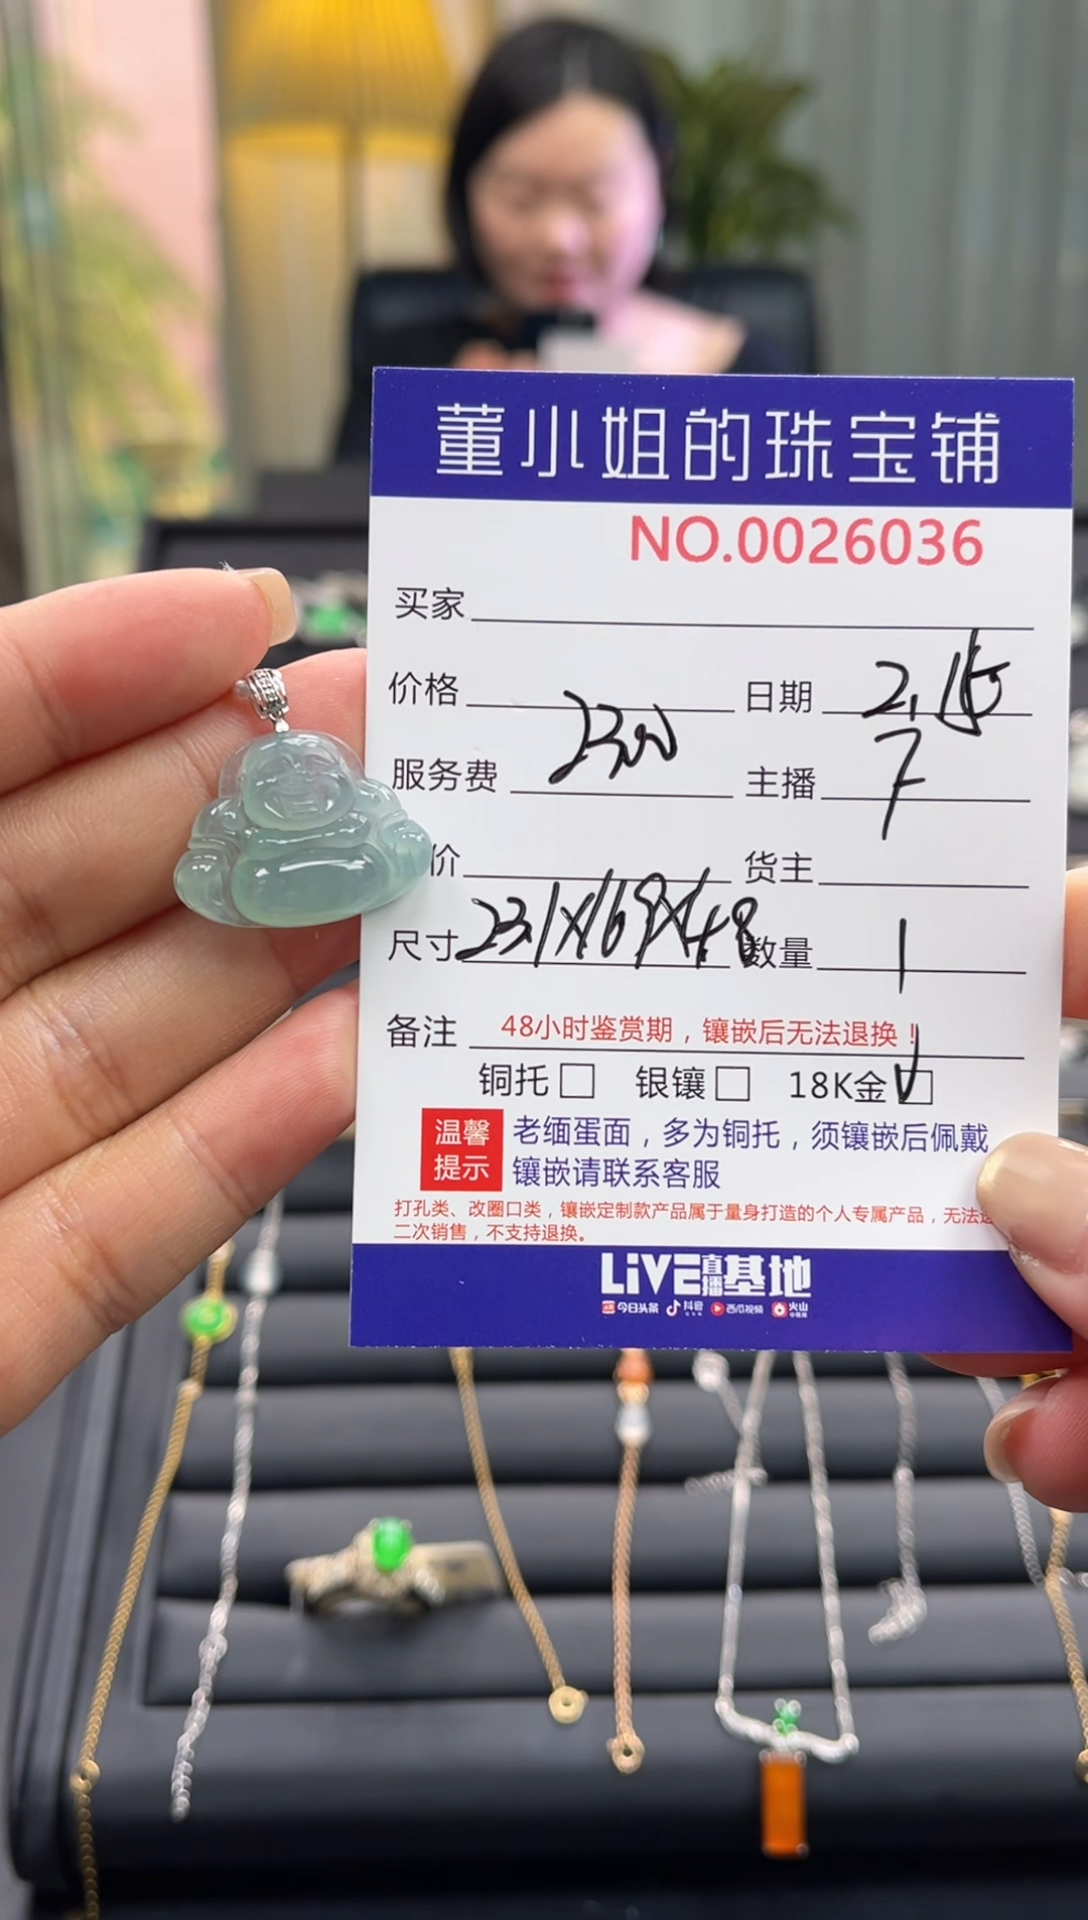 董小姐的珠宝铺
NO.0026036
买家
价格 日期 2.15
服务费 2300 主播 7
价 货主
尺寸 23.1X16.9X4.8 数量 1
备注 48小时鉴赏期，镶嵌后无法退换！
铜托□ 银镶□ 18K金☑
温馨提示 老缅蛋面，多为铜托，须镶嵌后佩戴
镶嵌请联系客服
打孔类、改圈口类，镶嵌定制款产品属于量身打造的个人专属产品，无法
二次销售，不支持退换。
LIVE直播基地
今日头条 抖音 西瓜视频 火山